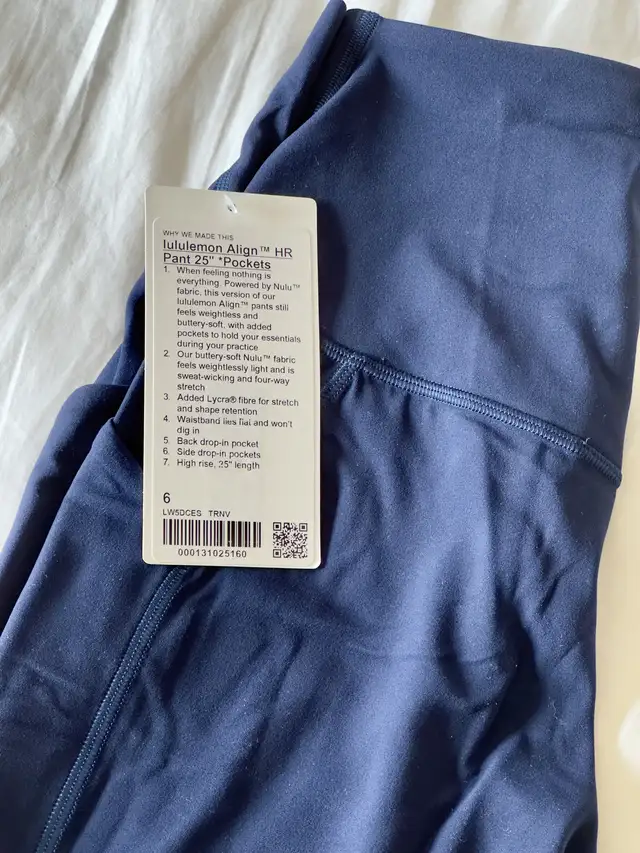 WHY WE MADE THIS
lululemon Align™ HR
Pant 25" *Pockets
1. When feeling nothing is
everything. Powered by Nulu™
fabric, this version of our
lululemon Align™ pants still
feels weightless and
buttery-soft, with added
pockets to hold your essentials
during your practice
2. Our buttery-soft Nulu™ fabric
feels weightlessly light and is
sweat-wicking and four-way
stretch
3. Added Lycra® fibre for stretch
and shape retention
4. Waistband lies flat and won't
dig in
5. Back drop-in pocket
6. Side drop-in pockets
7. High rise, 25" length
6
LW5DCES TRNV
000131025160